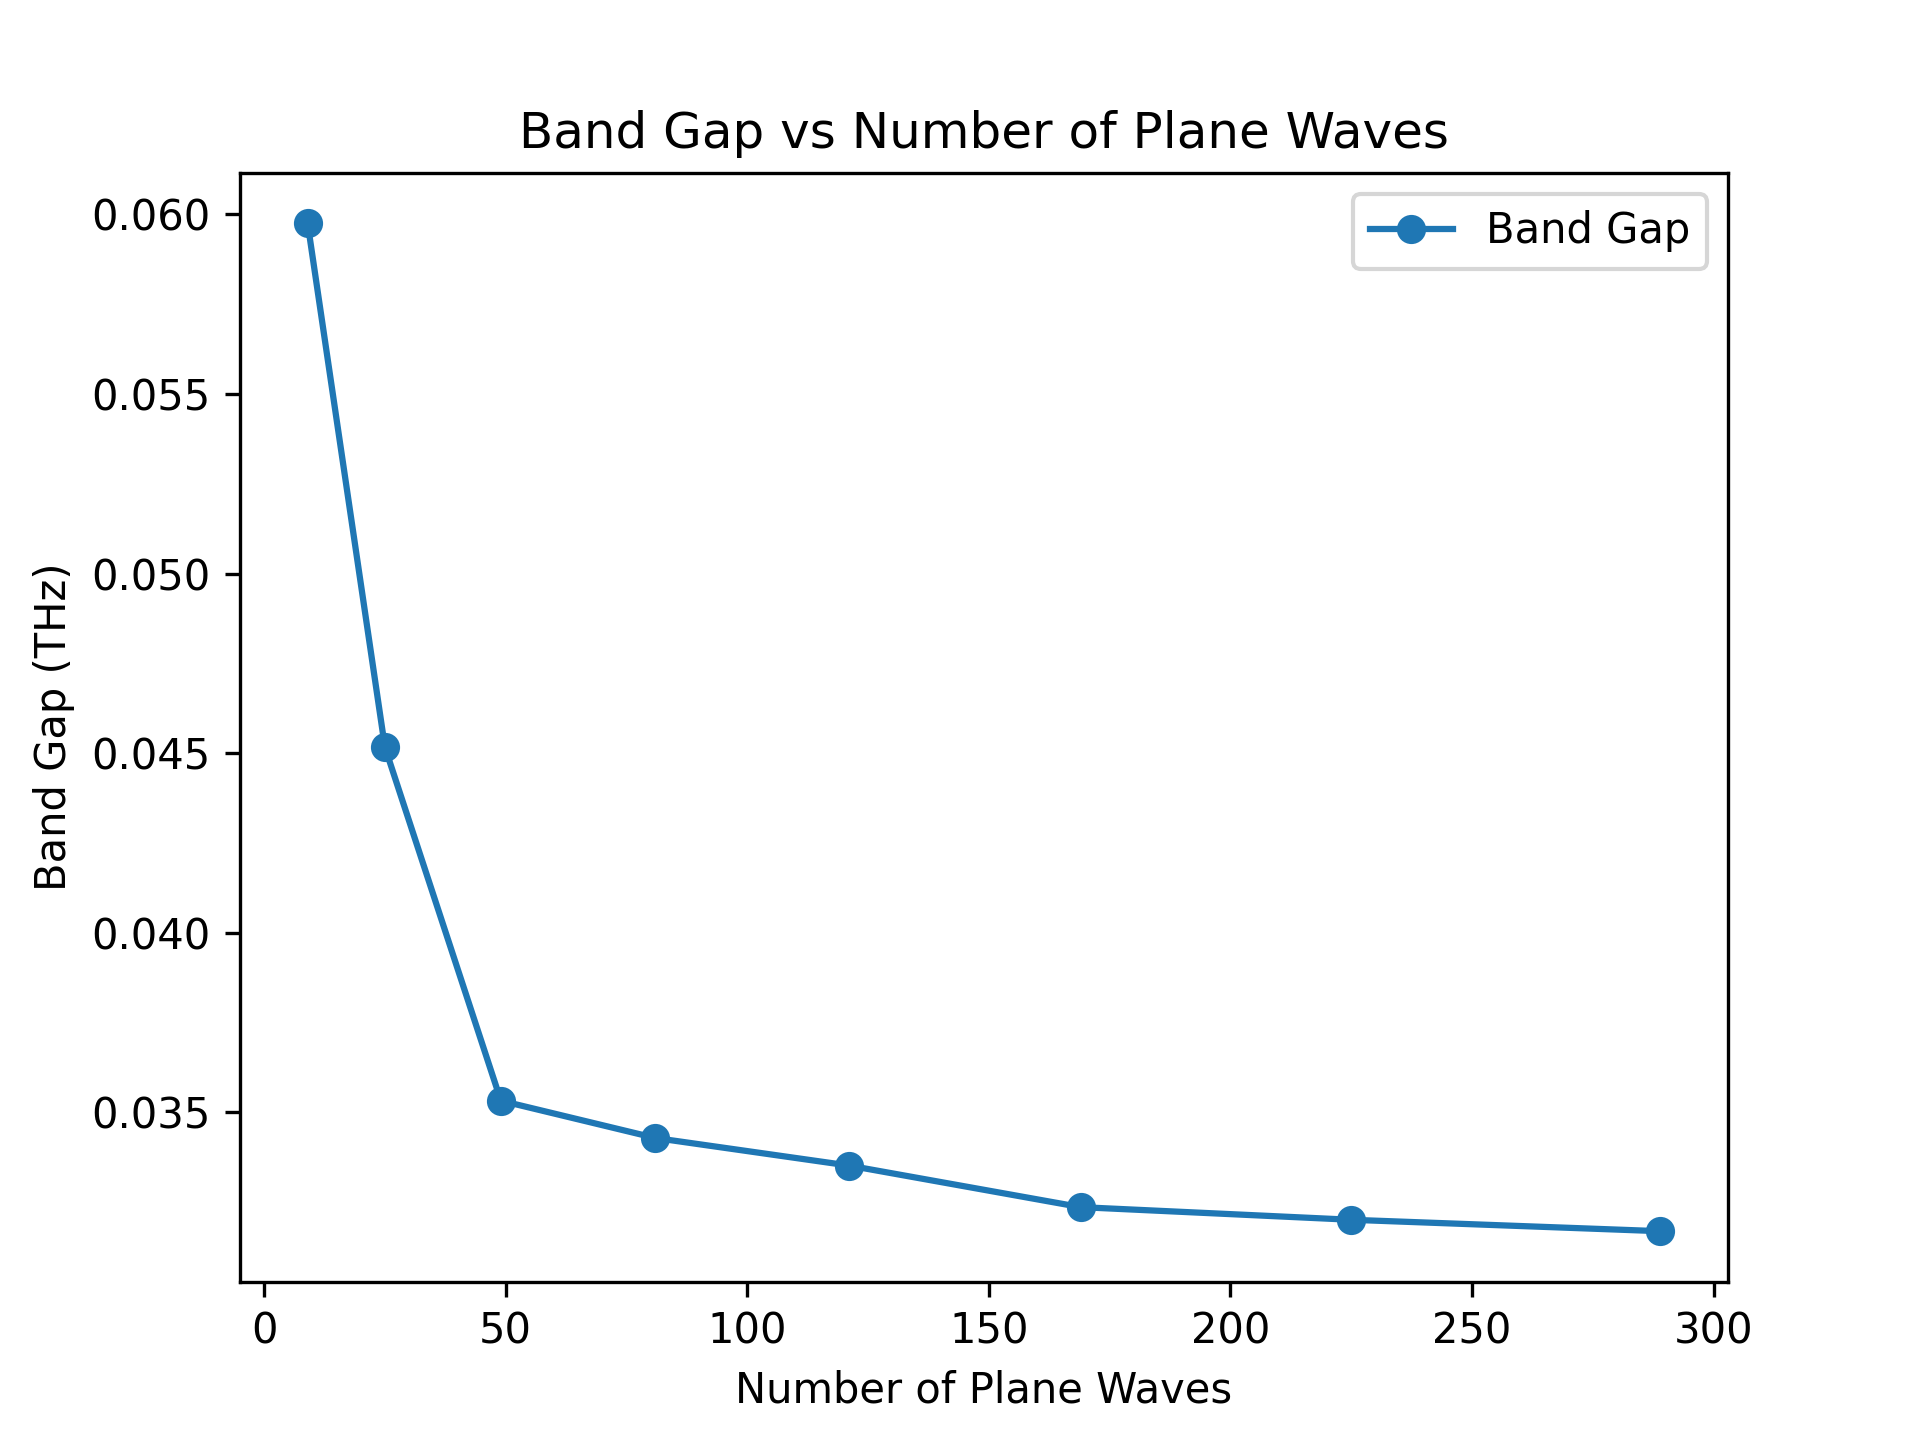 Band Gap vs Number of Plane Waves
Band Gap
0.060
0.055
0.050
0.045
0.040
0.035
Band Gap (THz)
0 50 100 150 200 250 300
Number of Plane Waves